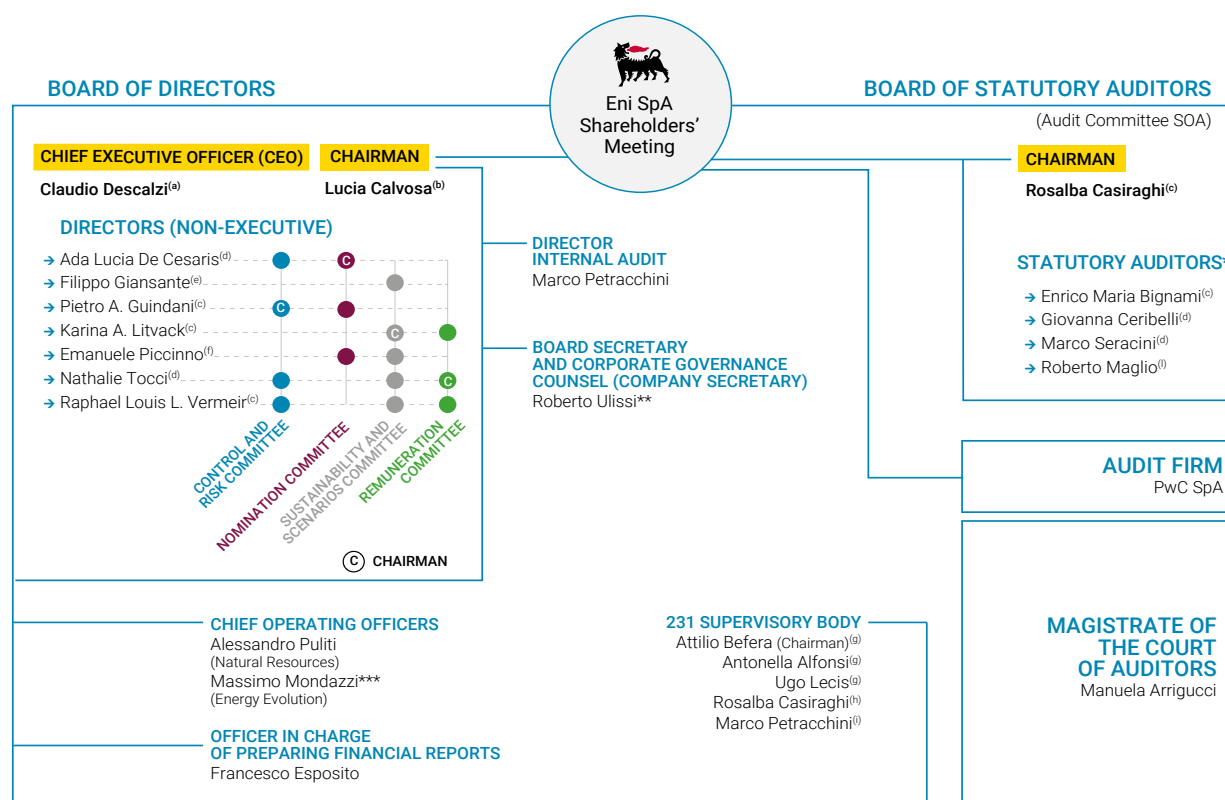 Eni SpA
Shareholders'
Meeting
BOARD OF DIRECTORS
CHIEF EXECUTIVE OFFICER (CEO)
Claudio Descalzi(a)
CHAIRMAN
Lucia Calvosa(b)
DIRECTORS (NON-EXECUTIVE)
→ Ada Lucia De Cesaris(d)
C
→ Filippo Giansante(e)
→ Pietro A. Guindani(c)
C
→ Karina A. Litvack(c)
C
→ Emanuele Piccinno(f)
→ Nathalie Tocci(d)
C
→ Raphael Louis L. Vermeir(c)
CONTROL AND
RISK COMMITTEE
NOMINATION COMMITTEE
SUSTAINABILITY AND
SCENARIOS COMMITTEE
REMUNERATION
COMMITTEE
C CHAIRMAN
DIRECTOR
INTERNAL AUDIT
Marco Petracchini
BOARD SECRETARY
AND CORPORATE GOVERNANCE
COUNSEL (COMPANY SECRETARY)
Roberto Ulissi**
BOARD OF STATUTORY AUDITORS
(Audit Committee SOA)
CHAIRMAN
Rosalba Casiraghi(c)
STATUTORY AUDITORS*
→ Enrico Maria Bignami(c)
→ Giovanna Ceribelli(d)
→ Marco Seracini(d)
→ Roberto Maglio(l)
AUDIT FIRM
PwC SpA
CHIEF OPERATING OFFICERS
Alessandro Puliti
(Natural Resources)
Massimo Mondazzi***
(Energy Evolution)
OFFICER IN CHARGE
OF PREPARING FINANCIAL REPORTS
Francesco Esposito
231 SUPERVISORY BODY
Attilio Befera (Chairman)(g)
Antonella Alfonsi(g)
Ugo Lecis(g)
Rosalba Casiraghi(h)
Marco Petracchini(i)
MAGISTRATE OF
THE COURT
OF AUDITORS
Manuela Arrigucci